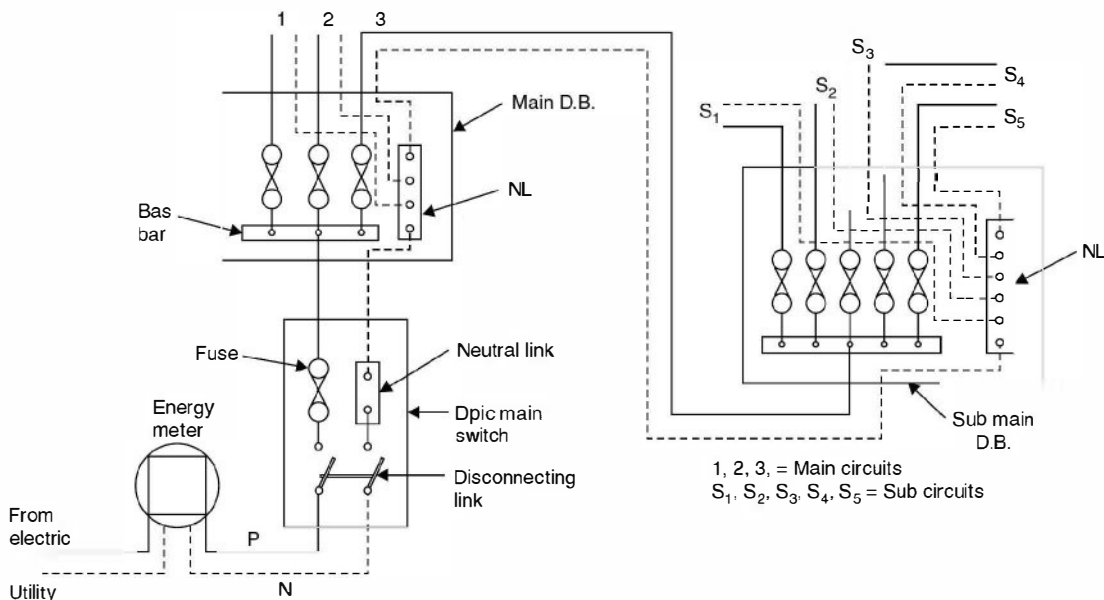 1 2 3
Main D.B.
NL
Bas
bar
Fuse
Neutral link
Energy
meter
Dpic main
switch
Disconnecting
link
From
electric
P
Utility
N
S3
S4
S2
S1
S5
NL
Sub main
D.B.
1, 2, 3, = Main circuits
S1, S2, S3, S4, S5 = Sub circuits